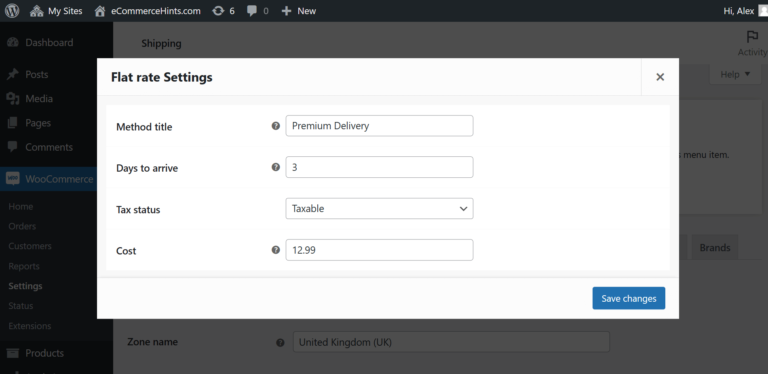 My Sites eCommerceHints.com 6 0 New Hi, Alex
Dashboard
Shipping
Activity
Flat rate Settings
Help
Posts
Media
Method title Premium Delivery
Pages
Comments
menu item.
Days to arrive 3
WooCommerce
Home
Tax status Taxable
Orders
Customers
Cost 12.99
Brands
Reports
Settings
Save changes
Status
Extensions
Zone name United Kingdom (UK)
Products